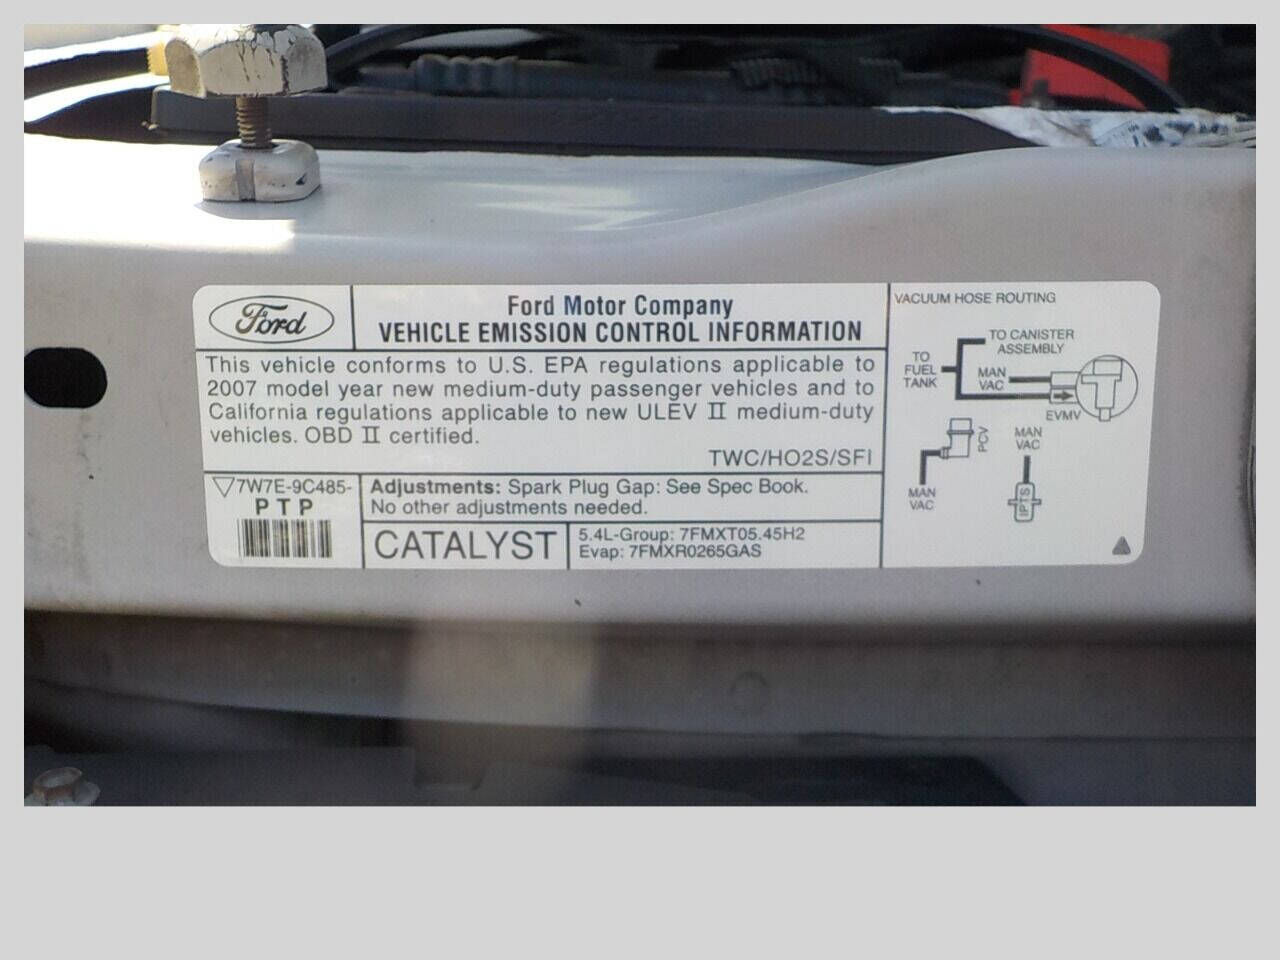 Ford
Ford Motor Company
VEHICLE EMISSION CONTROL INFORMATION
This vehicle conforms to U.S. EPA regulations applicable to
2007 model year new medium-duty passenger vehicles and to
California regulations applicable to new ULEV II medium-duty
vehicles. OBD II certified.
TWC/HO2S/SFI
7W7E-9C485-
PTP
Adjustments: Spark Plug Gap: See Spec Book.
No other adjustments needed.
CATALYST
5.4L-Group: 7FMXT05.45H2
Evap: 7FMXR0265GAS
VACUUM HOSE ROUTING
TO CANISTER
ASSEMBLY
TO
FUEL
TANK
MAN
VAC
EVMV
PCV
MAN
VAC
MAN
VAC
IPTS